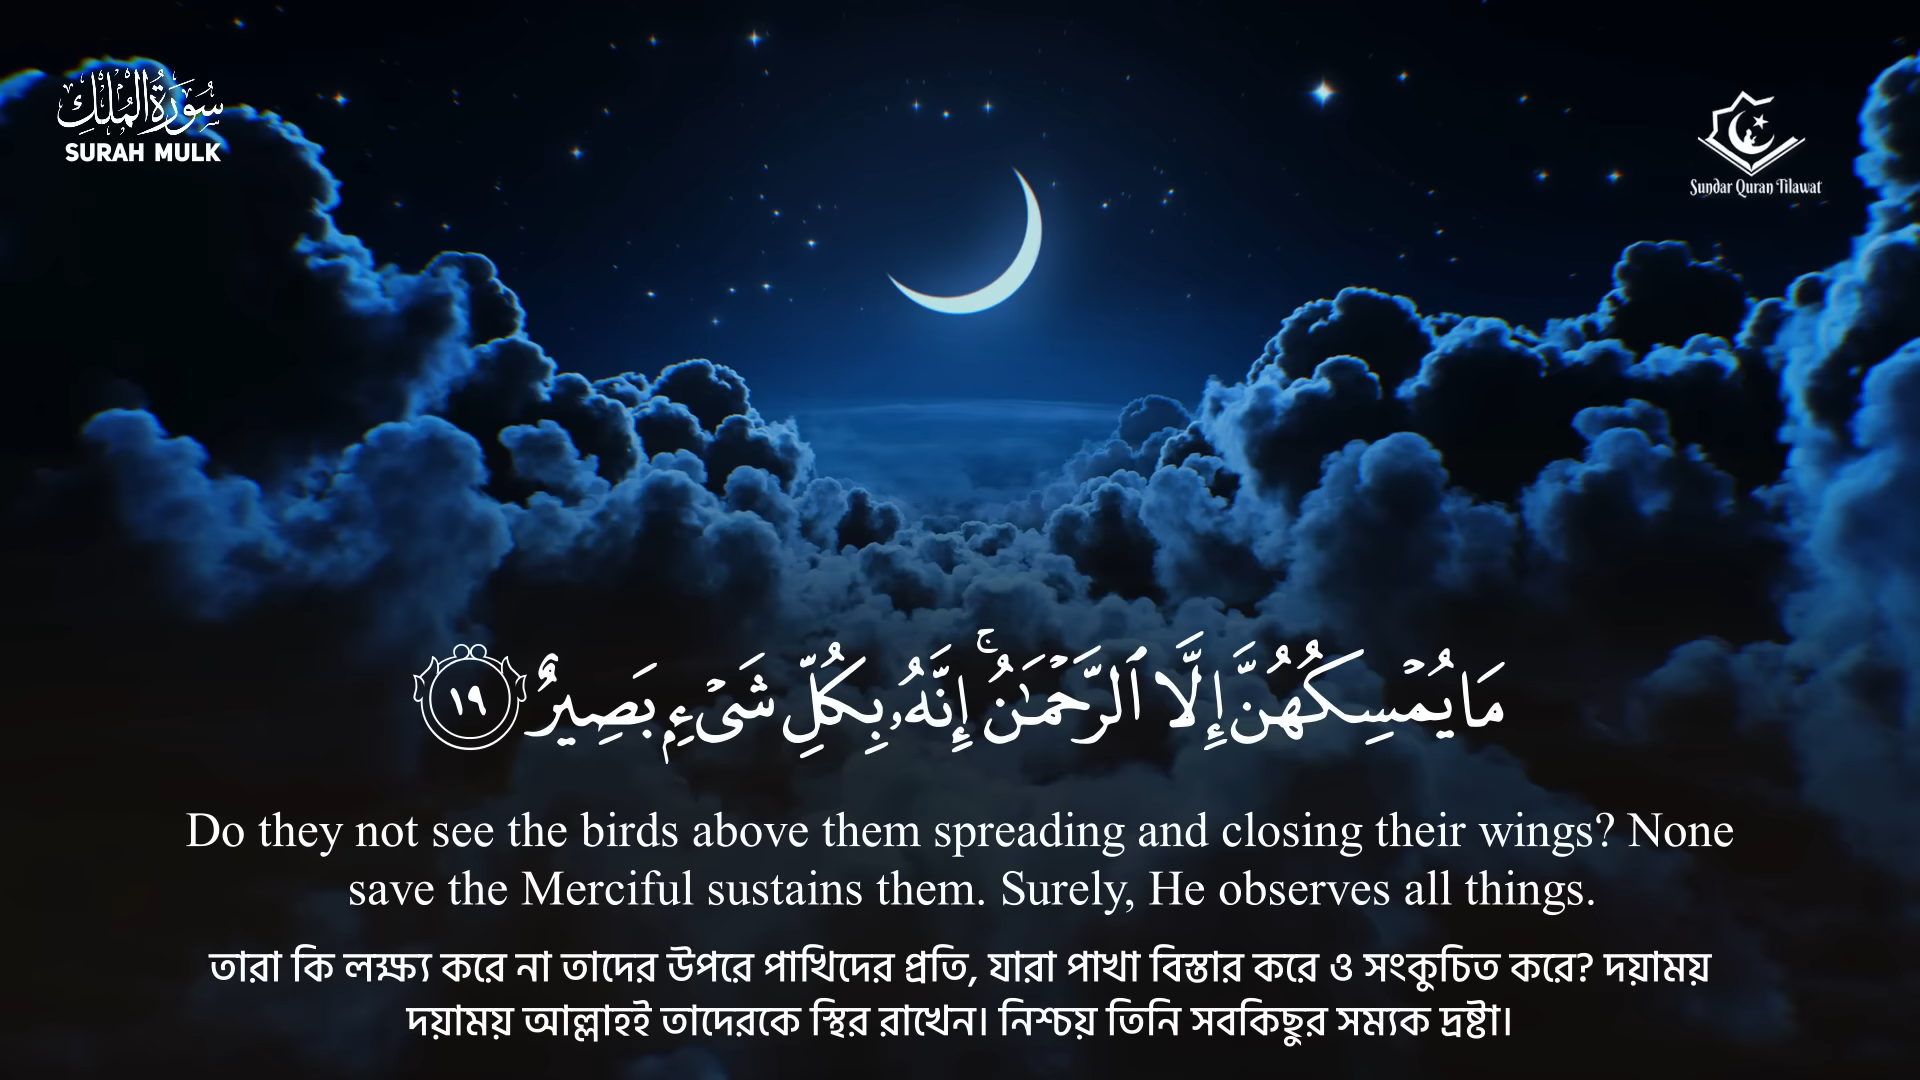 سُورَةُ الْمُلْكِ
SURAH MULK
Sundar Quran Tilawat
مَا يُمْسِكُهُنَّ إِلَّا ٱلرَّحْمَـٰنُ ۚ إِنَّهُۥ بِكُلِّ شَىْءٍۭ بَصِيرٌ ١٩
Do they not see the birds above them spreading and closing their wings? None
save the Merciful sustains them. Surely, He observes all things.
তারা কি লক্ষ্য করে না তাদের উপরে পাখিদের প্রতি, যারা পাখা বিস্তার করে ও সংকুচিত করে? দয়াময়
দয়াময় আল্লাহই তাদেরকে স্থির রাখেন। নিশ্চয় তিনি সবকিছুর সম্যক দ্রষ্টা।